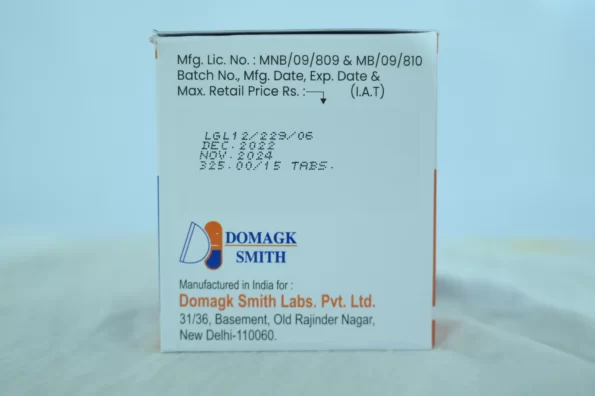 Mfg. Lic. No. : MNB/09/809 & MB/09/810
Batch No., Mfg. Date, Exp. Date &
Max. Retail Price Rs. : (I.A.T)
LGL12/229/06
DEC.2022
NOV.2024
325.00/15 TABS.
DOMAGK
SMITH
Manufactured in India for :
Domagk Smith Labs. Pvt. Ltd.
31/36, Basement, Old Rajinder Nagar,
New Delhi-110060.